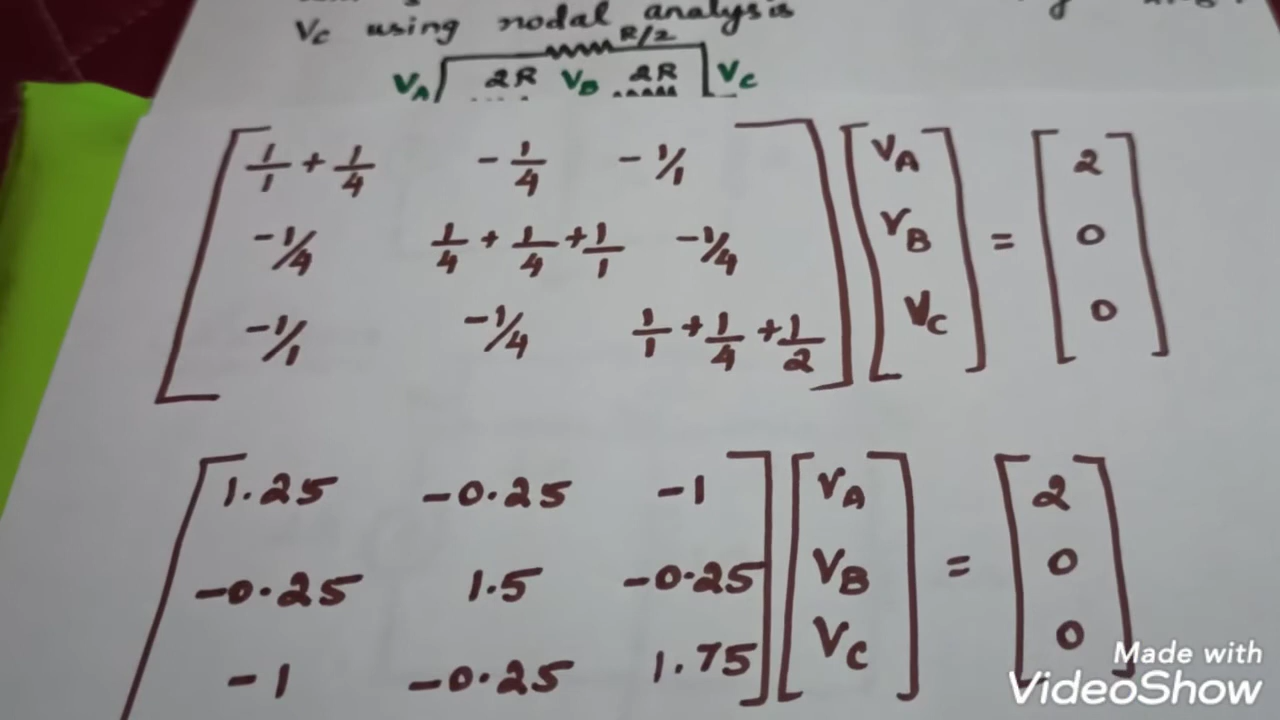 Vc using nodal analysis
R/2
VA 2R VB 2R Vc
1/1 + 1/4 -1/4 -1/1 VA 2
-1/4 1/4 + 1/4 + 1/1 -1/4 VB = 0
-1/1 -1/4 1/1 + 1/4 + 1/2 Vc 0
1.25 -0.25 -1 VA 2
-0.25 1.5 -0.25 VB = 0
-1 -0.25 1.75 Vc 0
Made with
VideoShow